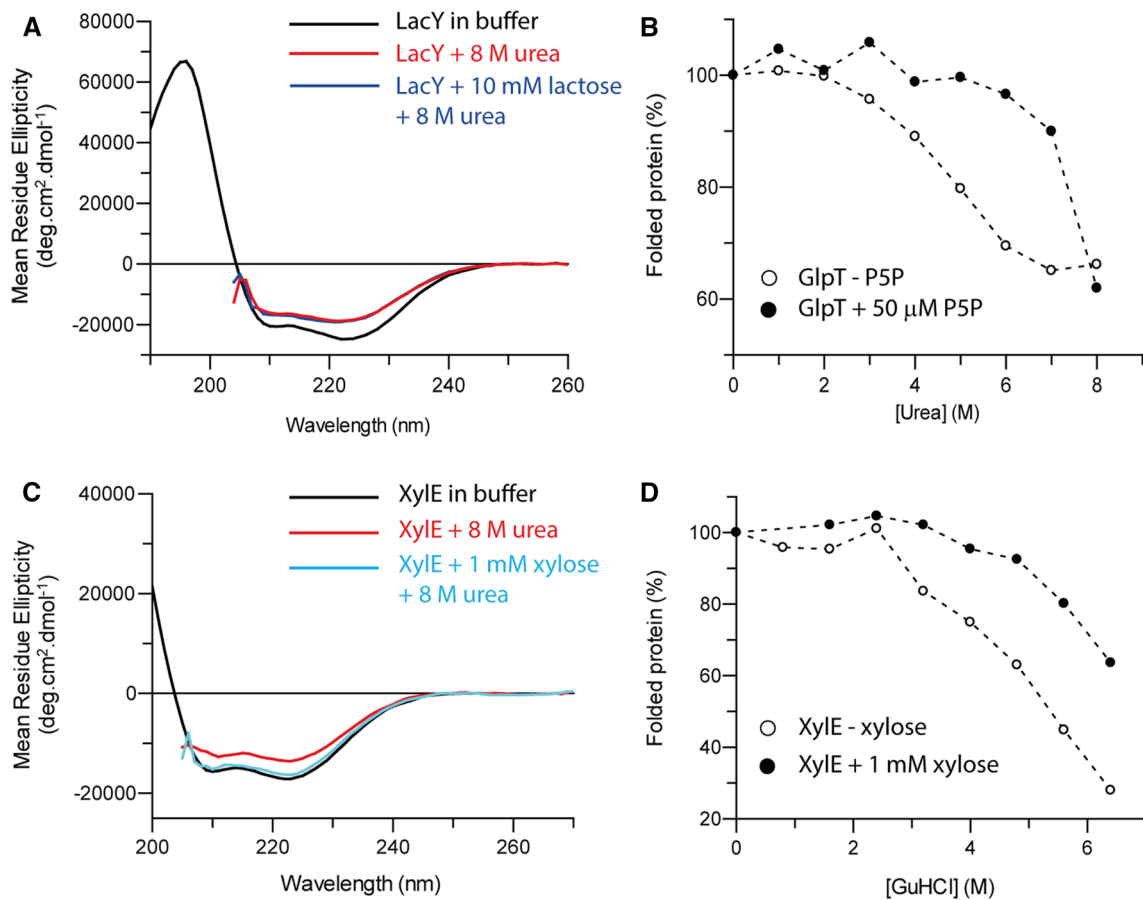 A
80000
60000
40000
20000
0
-20000
200
220
240
260
Wavelength (nm)
Mean Residue Ellipticity
(deg.cm².dmol⁻¹)
LacY in buffer
LacY + 8 M urea
LacY + 10 mM lactose
+ 8 M urea
B
100
80
60
0
2
4
6
8
[Urea] (M)
Folded protein (%)
GlpT - P5P
GlpT + 50 μM P5P
C
40000
20000
0
-20000
200
220
240
260
Wavelength (nm)
Mean Residue Ellipticity
(deg.cm².dmol⁻¹)
XylE in buffer
XylE + 8 M urea
XylE + 1 mM xylose
+ 8 M urea
D
100
80
60
40
20
0
2
4
6
[GuHCl] (M)
Folded protein (%)
XylE - xylose
XylE + 1 mM xylose